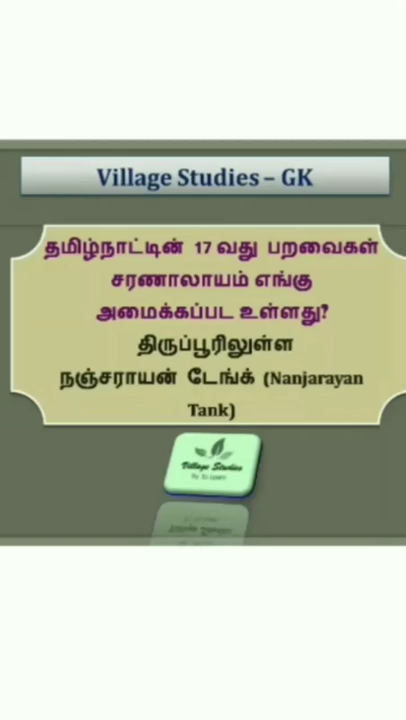 Village Studies – GK
தமிழ்நாட்டின் 17 வது பறவைகள்
சரணாலாயம் எங்கு
அமைக்கப்பட உள்ளது?
திருப்பூரிலுள்ள
நஞ்சராயன் டேங்க் (Nanjarayan
Tank)
Village Studies